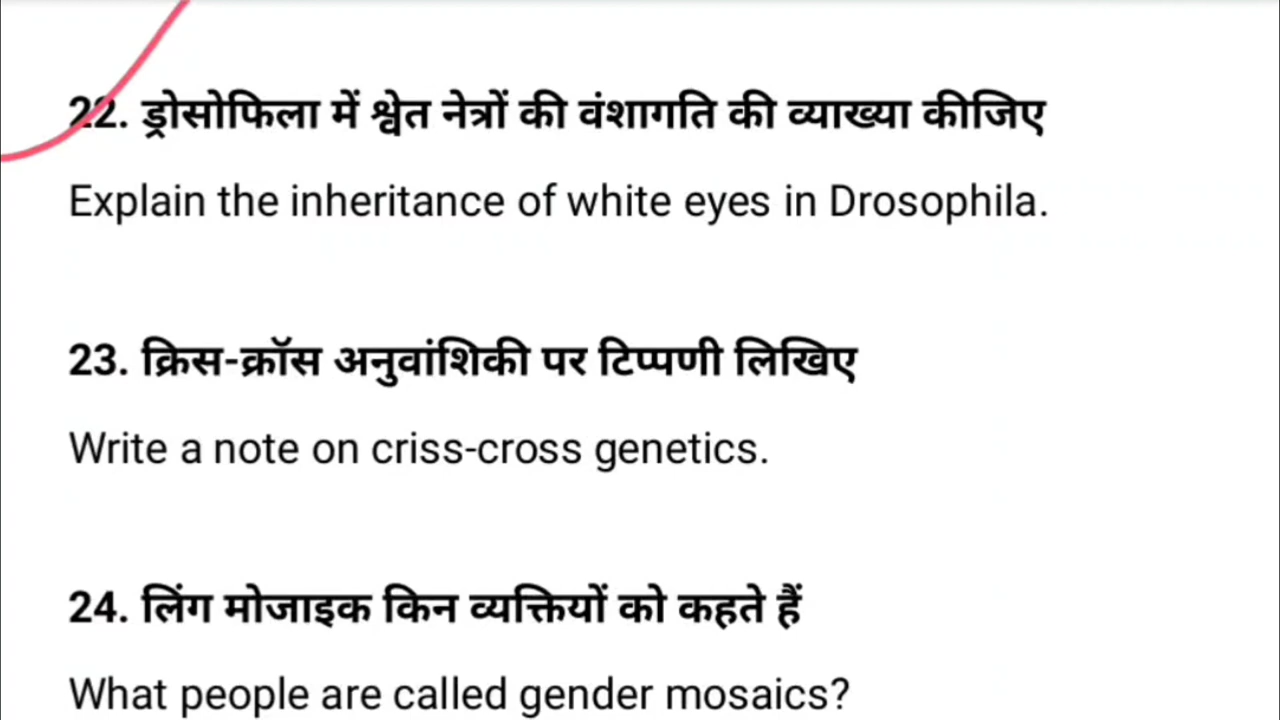 22. ड्रोसोफिला में श्वेत नेत्रों की वंशागति की व्याख्या कीजिए
Explain the inheritance of white eyes in Drosophila.
23. क्रिस-क्रॉस अनुवांशिकी पर टिप्पणी लिखिए
Write a note on criss-cross genetics.
24. लिंग मोजाइक किन व्यक्तियों को कहते हैं
What people are called gender mosaics?